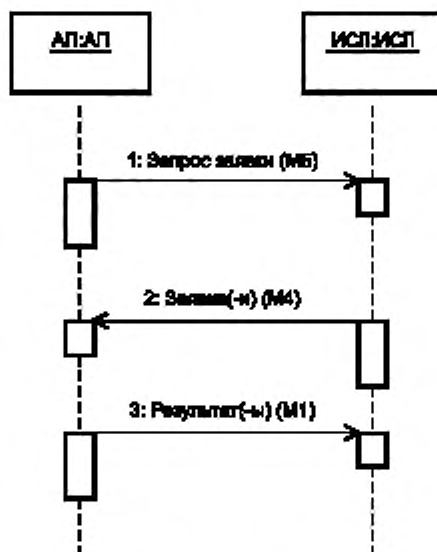 АП:АП
ИСП:ИСП
1: Запрос заявки (М5)
2: Заявка(-и) (М4)
3: Результат(-ы) (М1)